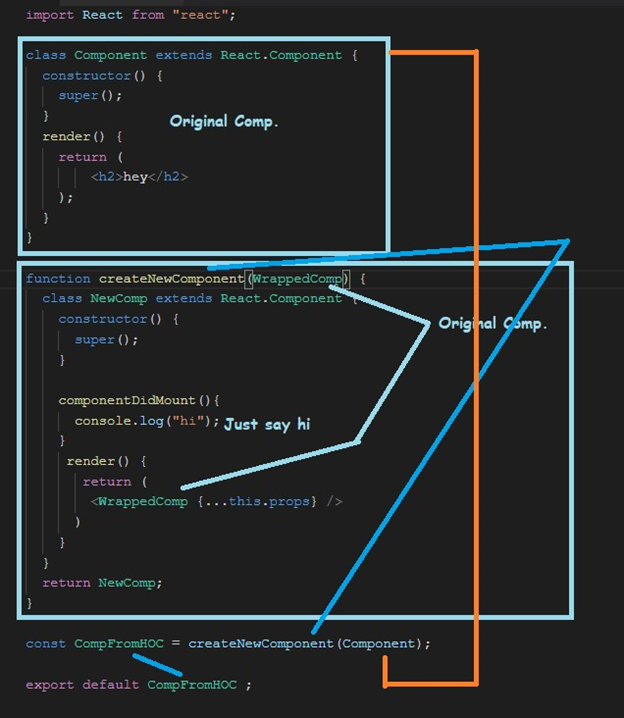 import React from "react";
class Component extends React.Component {
constructor() {
super();
}
Original Comp.
render() {
return (
<h2>hey</h2>
);
}
}
function createNewComponent(WrappedComp) {
class NewComp extends React.Component {
constructor() {
Original Comp.
super();
}
componentDidMount(){
console.log("hi"); Just say hi
}
render() {
return (
<WrappedComp {...this.props} />
)
}
}
return NewComp;
}
const CompFromHOC = createNewComponent(Component);
export default CompFromHOC ;